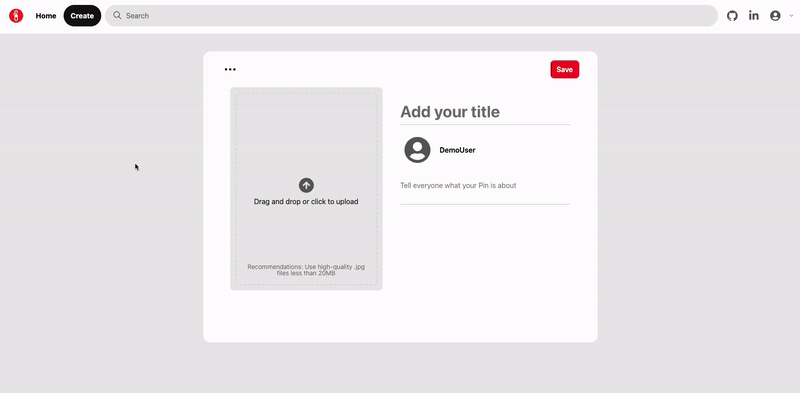 Home
Create
Search
Save
Add your title
DemoUser
Tell everyone what your Pin is about
Drag and drop or click to upload
Recommendations: Use high-quality .jpg
files less than 20MB